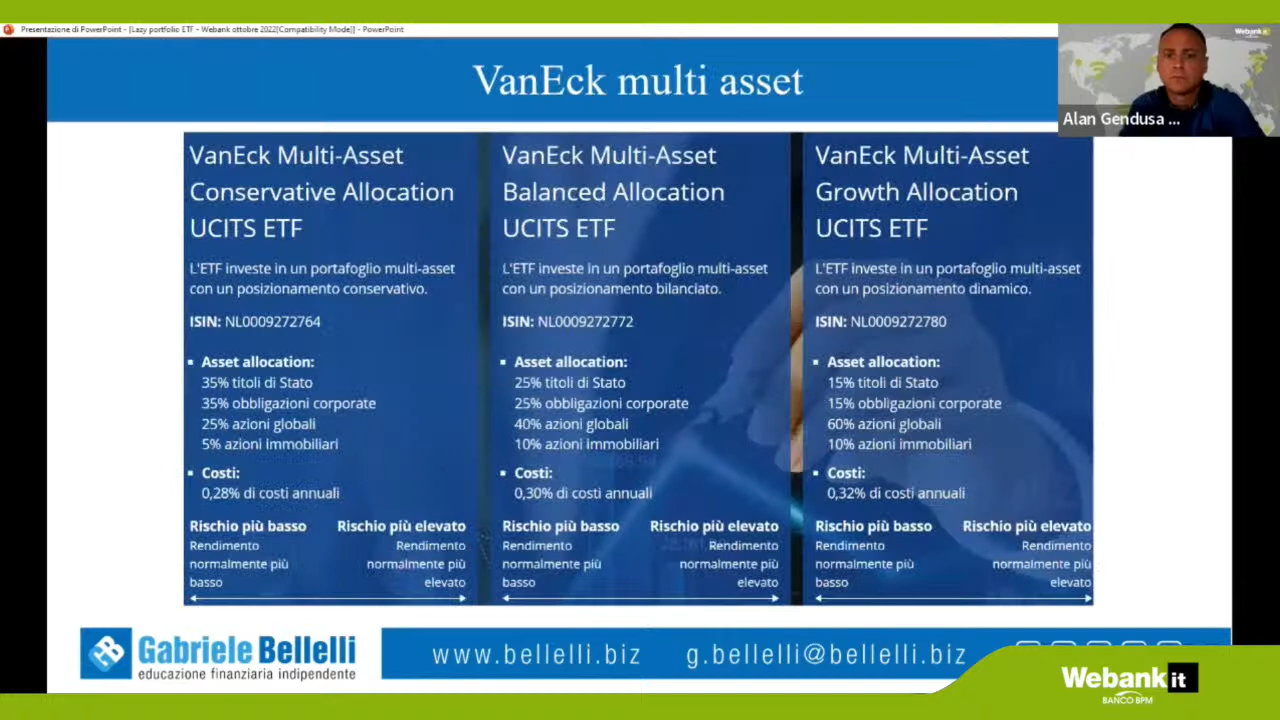 Presentazione di PowerPoint - [Lazy portfolio ETF - Webank ottobre 2022[Compatibility Mode]] - PowerPoint
Webank it
VanEck multi asset
Alan Gendusa ...
VanEck Multi-Asset
Conservative Allocation
UCITS ETF
L'ETF investe in un portafoglio multi-asset
con un posizionamento conservativo.
ISIN: NL0009272764
▪ Asset allocation:
35% titoli di Stato
35% obbligazioni corporate
25% azioni globali
5% azioni immobiliari
▪ Costi:
0,28% di costi annuali
Rischio più basso Rischio più elevato
Rendimento Rendimento
normalmente più normalmente più
basso elevato
VanEck Multi-Asset
Balanced Allocation
UCITS ETF
L'ETF investe in un portafoglio multi-asset
con un posizionamento bilanciato.
ISIN: NL0009272772
▪ Asset allocation:
25% titoli di Stato
25% obbligazioni corporate
40% azioni globali
10% azioni immobiliari
▪ Costi:
0,30% di costi annuali
Rischio più basso Rischio più elevato
Rendimento Rendimento
normalmente più normalmente più
basso elevato
VanEck Multi-Asset
Growth Allocation
UCITS ETF
L'ETF investe in un portafoglio multi-asset
con un posizionamento dinamico.
ISIN: NL0009272780
▪ Asset allocation:
15% titoli di Stato
15% obbligazioni corporate
60% azioni globali
10% azioni immobiliari
▪ Costi:
0,32% di costi annuali
Rischio più basso Rischio più elevato
Rendimento Rendimento
normalmente più normalmente più
basso elevato
Gabriele Bellelli
educazione finanziaria indipendente
www.bellelli.biz g.bellelli@bellelli.biz
Webank it
BANCO BPM